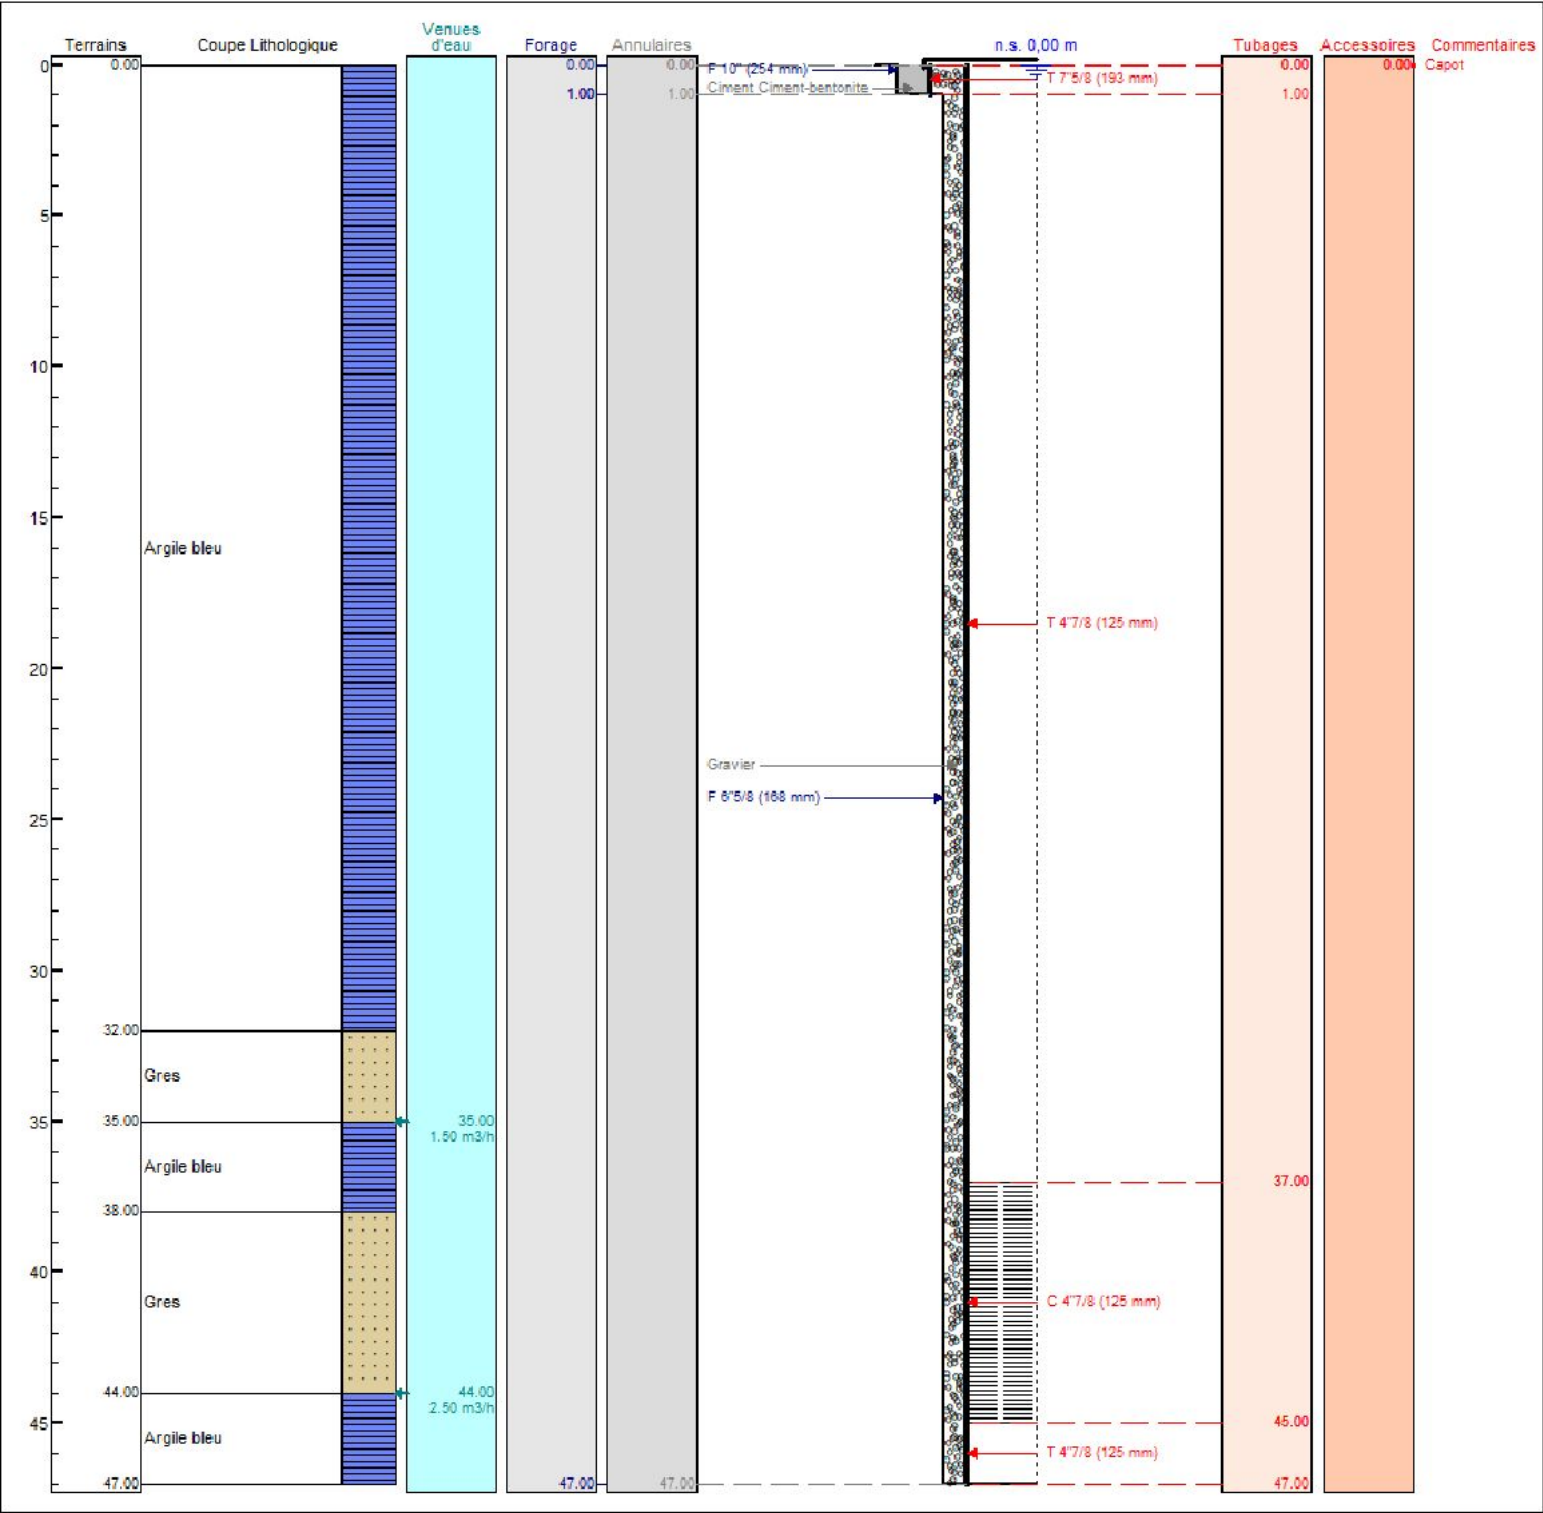 Terrains
Coupe Lithologique
Venues
d'eau
Forage
Annulaires
n.s. 0,00 m
Tubages
Accessoires
Commentaires
0
0.00
0.00
0.00
F 10" (254 mm)
T 7"5/8 (193 mm)
0.00
0.00
Capot
1.00
1.00
Ciment Ciment-bentonite
1.00
5
10
15
Argile bleu
T 4"7/8 (125 mm)
20
Gravier
F 6"5/8 (168 mm)
25
30
32.00
Gres
35
35.00
35.00
1.50 m3/h
Argile bleu
37.00
38.00
40
Gres
C 4"7/8 (125 mm)
44.00
44.00
2.50 m3/h
45
45.00
Argile bleu
T 4"7/8 (125 mm)
47.00
47.00
47.00
47.00